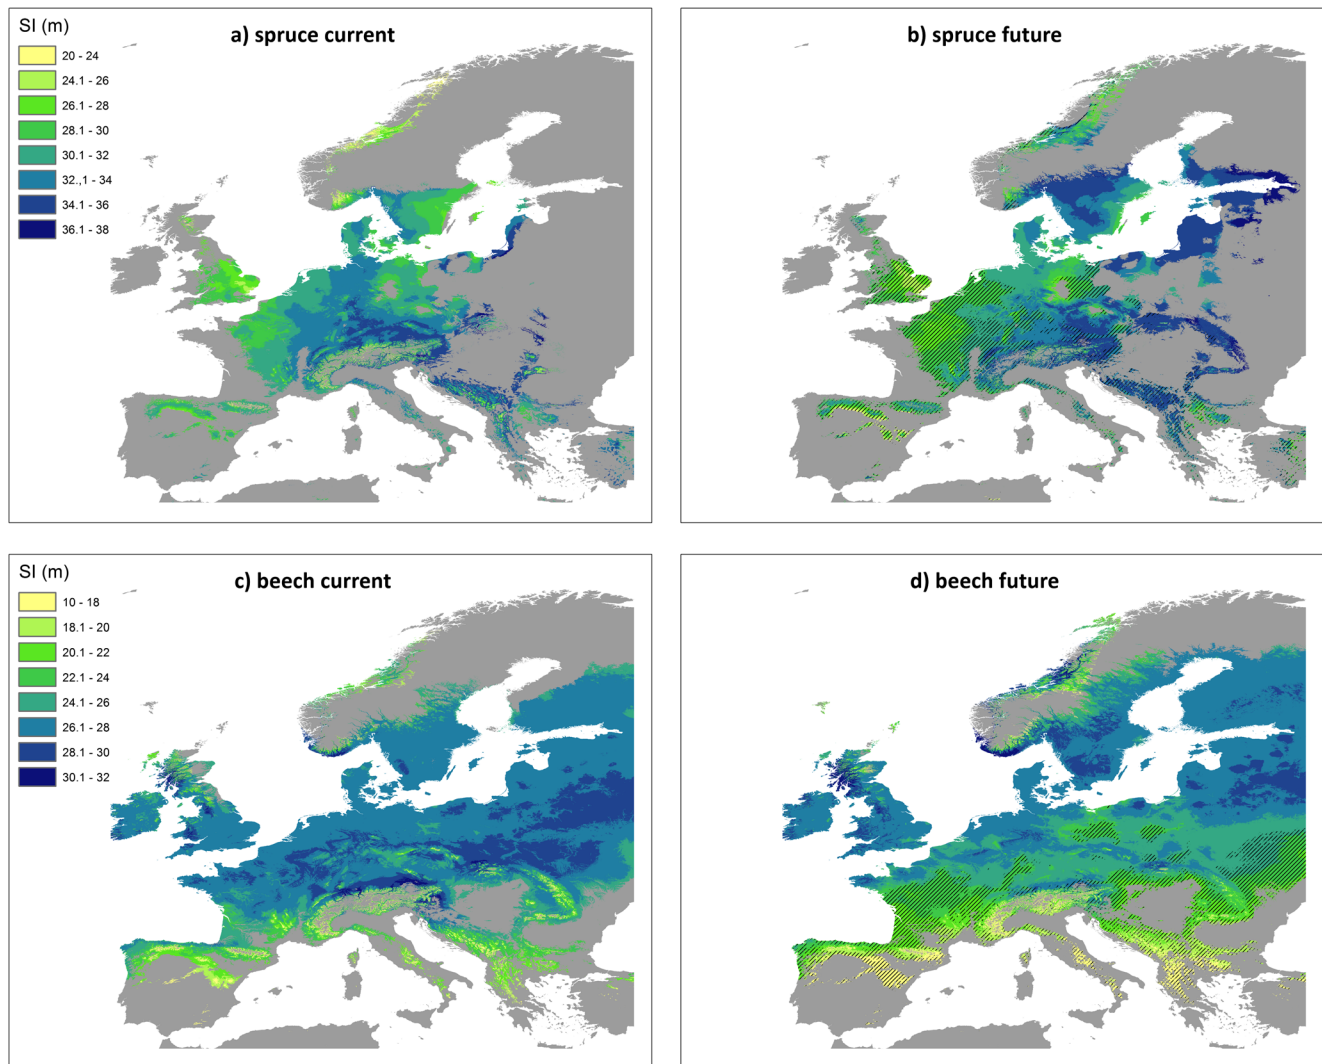 SI (m)
a) spruce current
20 - 24
24.1 - 26
26.1 - 28
28.1 - 30
30.1 - 32
32.,1 - 34
34.1 - 36
36.1 - 38
b) spruce future
SI (m)
c) beech current
10 - 18
18.1 - 20
20.1 - 22
22.1 - 24
24.1 - 26
26.1 - 28
28.1 - 30
30.1 - 32
d) beech future